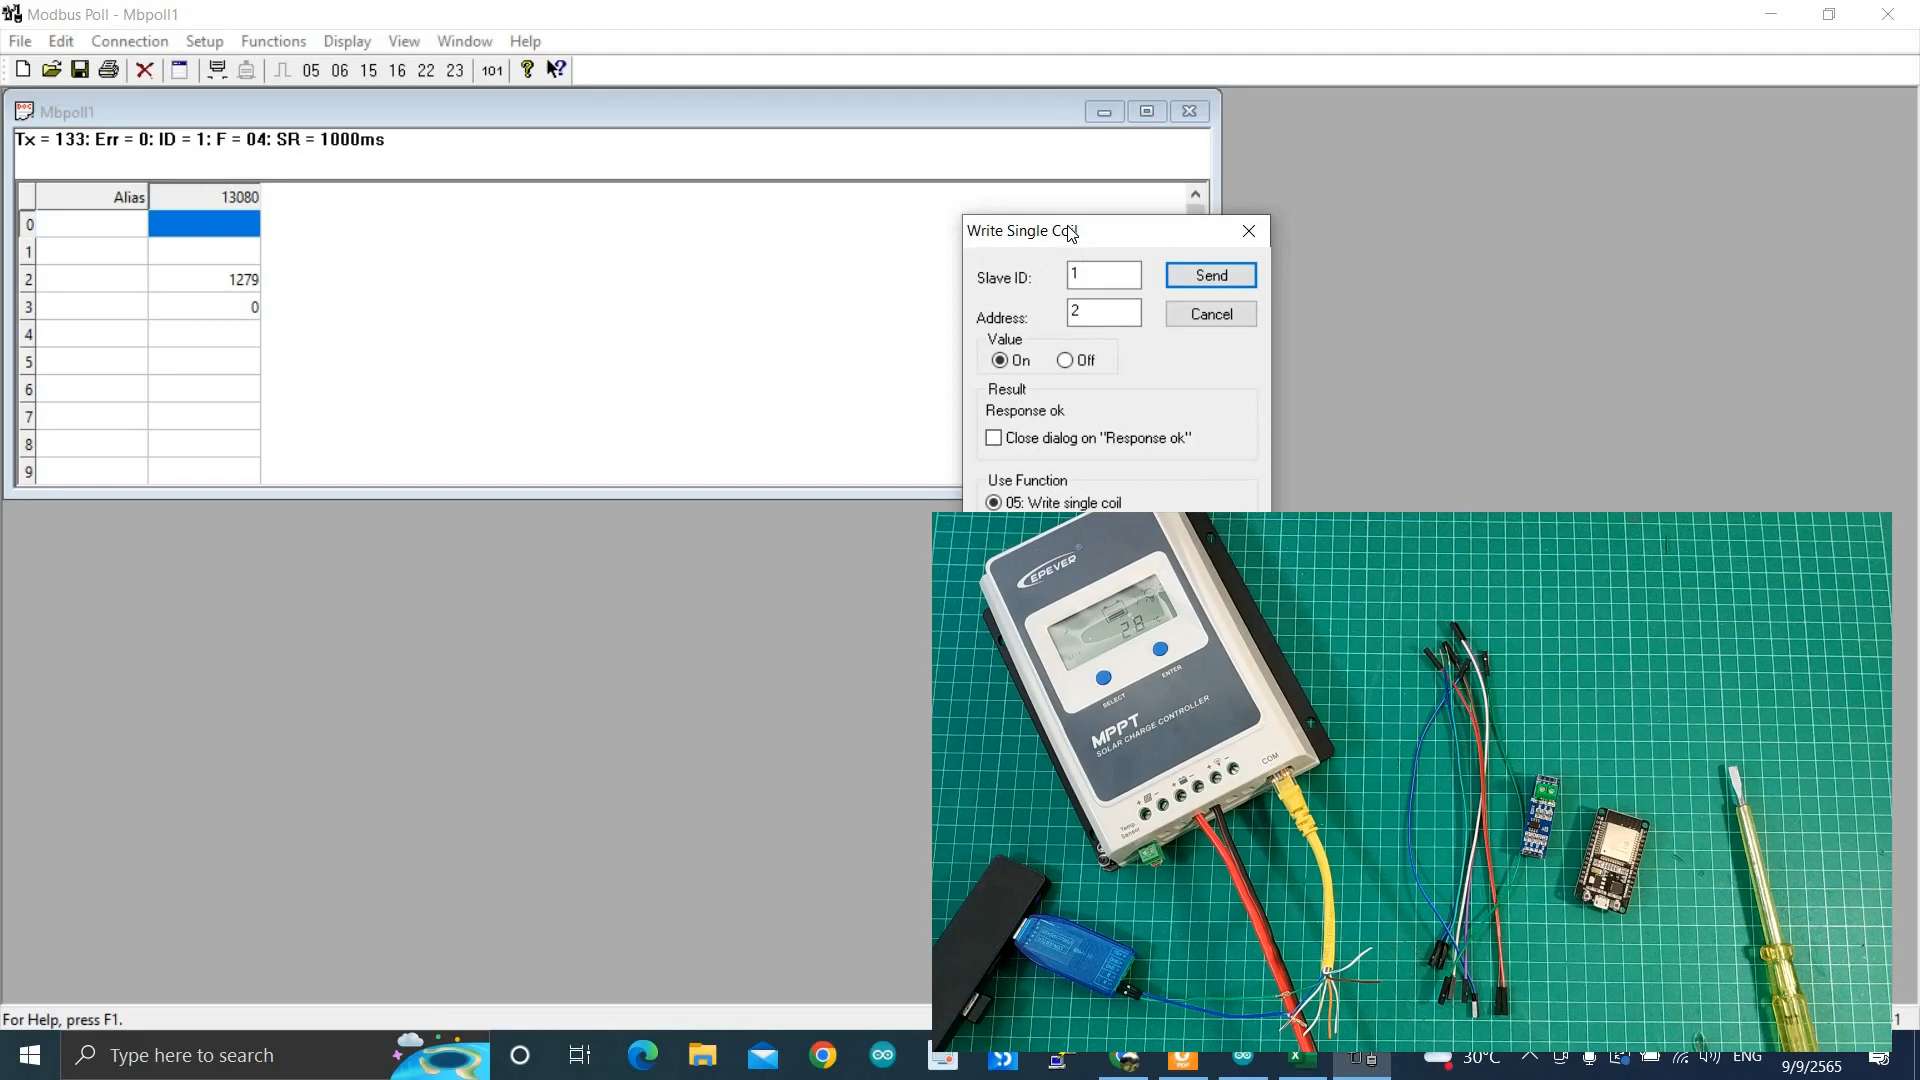 Modbus Poll - Mbpoll1
File Edit Connection Setup Functions Display View Window Help
05 06 15 16 22 23 101
Mbpoll1
Tx = 133: Err = 0: ID = 1: F = 04: SR = 1000ms
Alias 13080
0
1
2 1279
3 0
4
5
6
7
8
9
Write Single Coil
Slave ID: 1 Send
Address: 2 Cancel
Value
On Off
Result
Response ok
Close dialog on "Response ok"
Use Function
05: Write single coil
EPEVER
28
SELECT ENTER
MPPT
SOLAR CHARGE CONTROLLER
COM
Temp
Sensor
For Help, press F1.
Type here to search
30°C ENG
9/9/2565